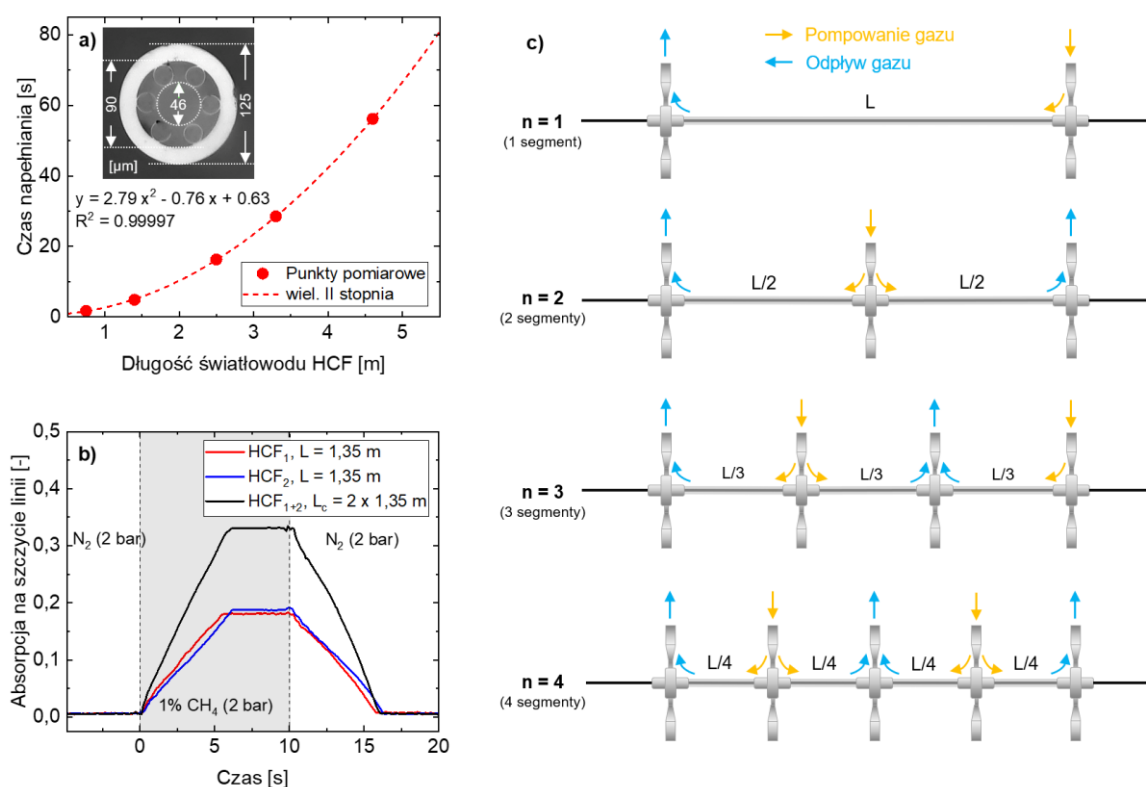 a)
80
60
40
20
0
Czas napełniania [s]
90
46
125
[µm]
y = 2.79 x² - 0.76 x + 0.63
R² = 0.99997
Punkty pomiarowe
wiel. II stopnia
1 2 3 4 5
Długość światłowodu HCF [m]
b)
0,5
0,4
0,3
0,2
0,1
0,0
Absorpcja na szczycie linii [-]
HCF₁, L = 1,35 m
HCF₂, L = 1,35 m
HCF₁₊₂, L_c = 2 x 1,35 m
N₂ (2 bar)
N₂ (2 bar)
1% CH₄ (2 bar)
0 5 10 15 20
Czas [s]
c)
Pompowanie gazu
Odpływ gazu
L
n = 1
(1 segment)
L/2 L/2
n = 2
(2 segmenty)
L/3 L/3 L/3
n = 3
(3 segmenty)
L/4 L/4 L/4 L/4
n = 4
(4 segmenty)